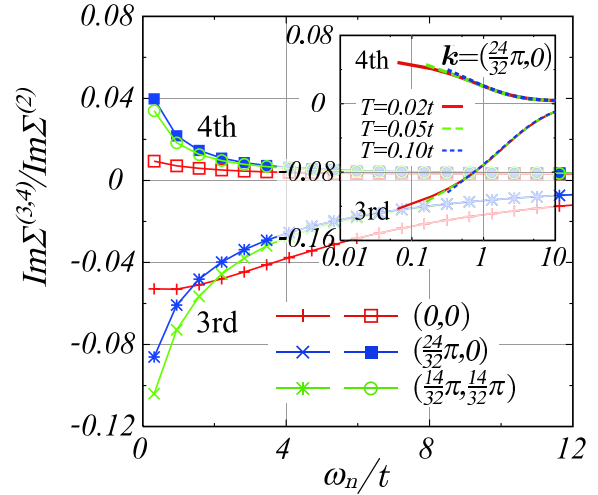 ImΣ^(3,4)/ImΣ^(2)
0.08
0.04
0
-0.04
-0.08
-0.12
4th
3rd
0.08
0
-0.08
-0.16
4th
k=(24/32π,0)
T=0.02t
T=0.05t
T=0.10t
3rd
0.01 0.1 1 10
(0,0)
(24/32π,0)
(14/32π,14/32π)
0 4 8 12
ω_n/t